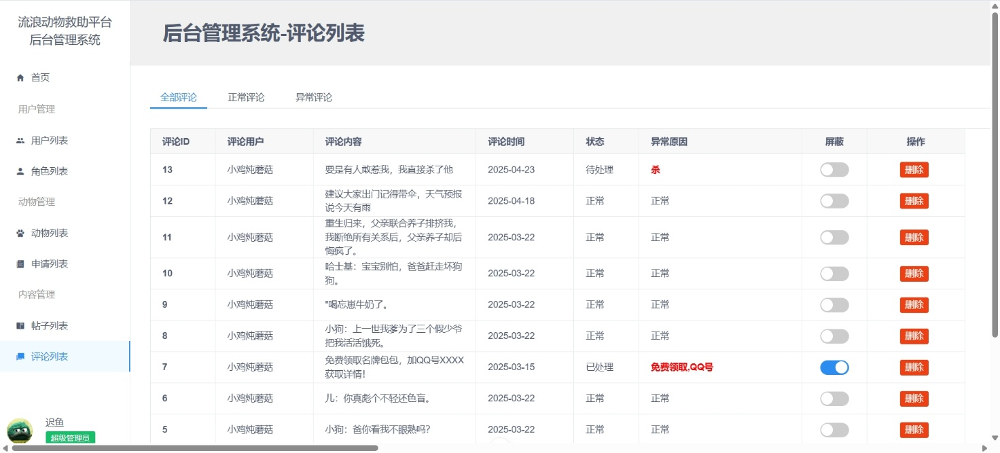 流浪动物救助平台
后台管理系统
首页
用户管理
用户列表
角色列表
动物管理
动物列表
申请列表
内容管理
帖子列表
评论列表
迟鱼
超级管理员
后台管理系统-评论列表
全部评论 正常评论 异常评论
评论ID 评论用户 评论内容 评论时间 状态 异常原因 屏蔽 操作
13 小鸡炖蘑菇 要是有人敢惹我，我直接杀了他 2025-04-23 待处理 杀 删除
12 小鸡炖蘑菇 建议大家出门记得带伞，天气预报
说今天有雨 2025-04-18 正常 正常 删除
11 小鸡炖蘑菇 重生归来，父亲联合养子排挤我，
我断绝所有关系后，父亲养子却后
悔疯了。 2025-03-22 正常 正常 删除
10 小鸡炖蘑菇 哈士基：宝宝别怕，爸爸赶走坏狗
狗。 2025-03-22 正常 正常 删除
9 小鸡炖蘑菇 "喝忘崽牛奶了。 2025-03-22 正常 正常 删除
8 小鸡炖蘑菇 小狗：上一世我爹为了三个假少爷
把我活活饿死。 2025-03-22 正常 正常 删除
7 小鸡炖蘑菇 免费领取名牌包包，加QQ号XXXX
获取详情！ 2025-03-15 已处理 免费领取,QQ号 删除
6 小鸡炖蘑菇 儿：你真彪个不轻还色盲。 2025-03-22 正常 正常 删除
5 小鸡炖蘑菇 小狗：爸你看我不眼熟吗？ 2025-03-22 正常 正常 删除